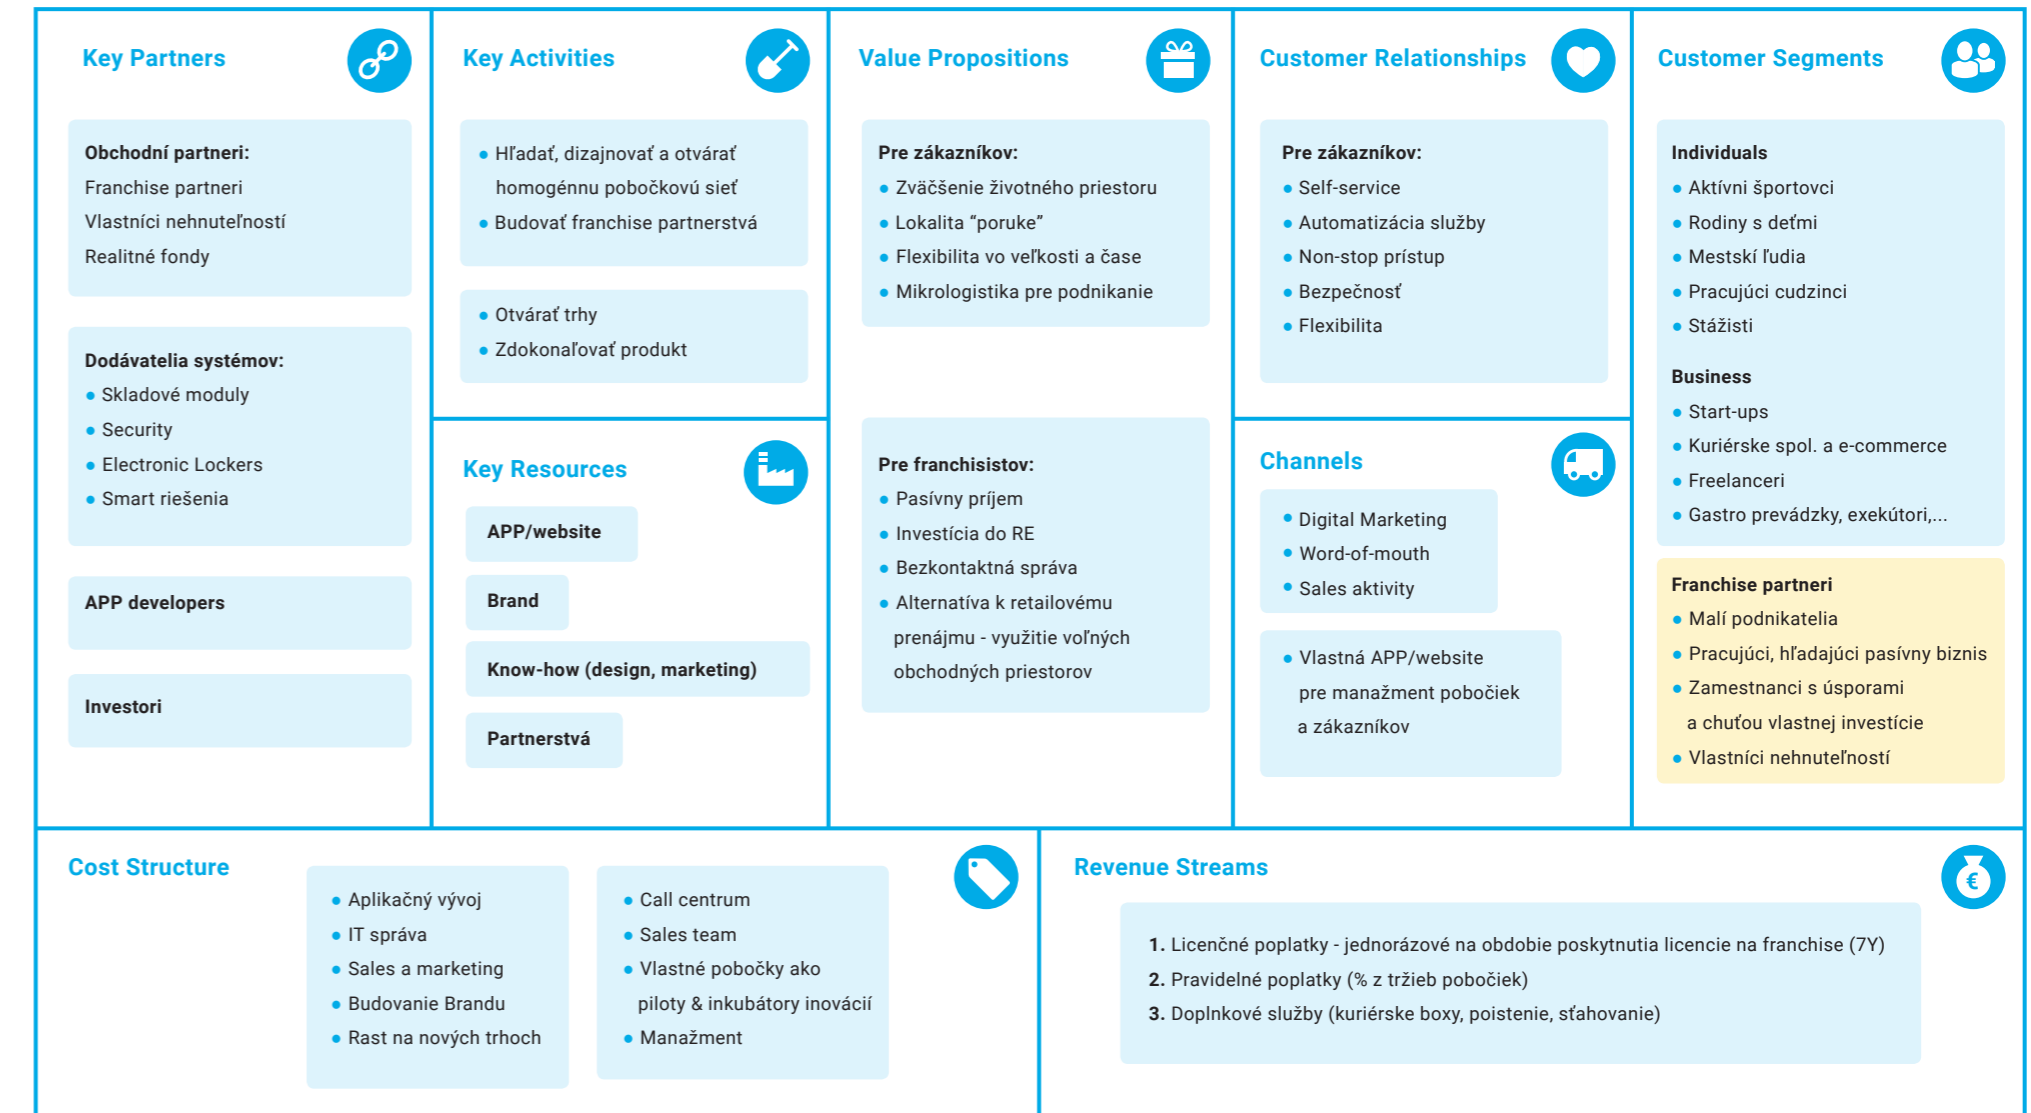 Key Partners
Obchodní partneri:
Franchise partneri
Vlastníci nehnuteľností
Realitné fondy
Dodávatelia systémov:
• Skladové moduly
• Security
• Electronic Lockers
• Smart riešenia
APP developers
Investori
Key Activities
• Hľadať, dizajnovať a otvárať
homogénnu pobočkovú sieť
• Budovať franchise partnerstvá
• Otvárať trhy
• Zdokonaľovať produkt
Key Resources
APP/website
Brand
Know-how (design, marketing)
Partnerstvá
Value Propositions
Pre zákazníkov:
• Zväčšenie životného priestoru
• Lokalita “poruke”
• Flexibilita vo veľkosti a čase
• Mikrologistika pre podnikanie
Pre franchisistov:
• Pasívny príjem
• Investícia do RE
• Bezkontaktná správa
• Alternatíva k retailovému
prenájmu - využitie voľných
obchodných priestorov
Customer Relationships
Pre zákazníkov:
• Self-service
• Automatizácia služby
• Non-stop prístup
• Bezpečnosť
• Flexibilita
Channels
• Digital Marketing
• Word-of-mouth
• Sales aktivity
• Vlastná APP/website
pre manažment pobočiek
a zákazníkov
Customer Segments
Individuals
• Aktívni športovci
• Rodiny s deťmi
• Mestskí ľudia
• Pracujúci cudzinci
• Stážisti
Business
• Start-ups
• Kuriérske spol. a e-commerce
• Freelanceri
• Gastro prevádzky, exekútori,...
Franchise partneri
• Malí podnikatelia
• Pracujúci, hľadajúci pasívny biznis
• Zamestnanci s úsporami
a chuťou vlastnej investície
• Vlastníci nehnuteľností
Cost Structure
• Aplikačný vývoj
• IT správa
• Sales a marketing
• Budovanie Brandu
• Rast na nových trhoch
• Call centrum
• Sales team
• Vlastné pobočky ako
piloty & inkubátory inovácií
• Manažment
Revenue Streams
€
1. Licenčné poplatky - jednorázové na obdobie poskytnutia licencie na franchise (7Y)
2. Pravidelné poplatky (% z tržieb pobočiek)
3. Doplnkové služby (kuriérske boxy, poistenie, sťahovanie)